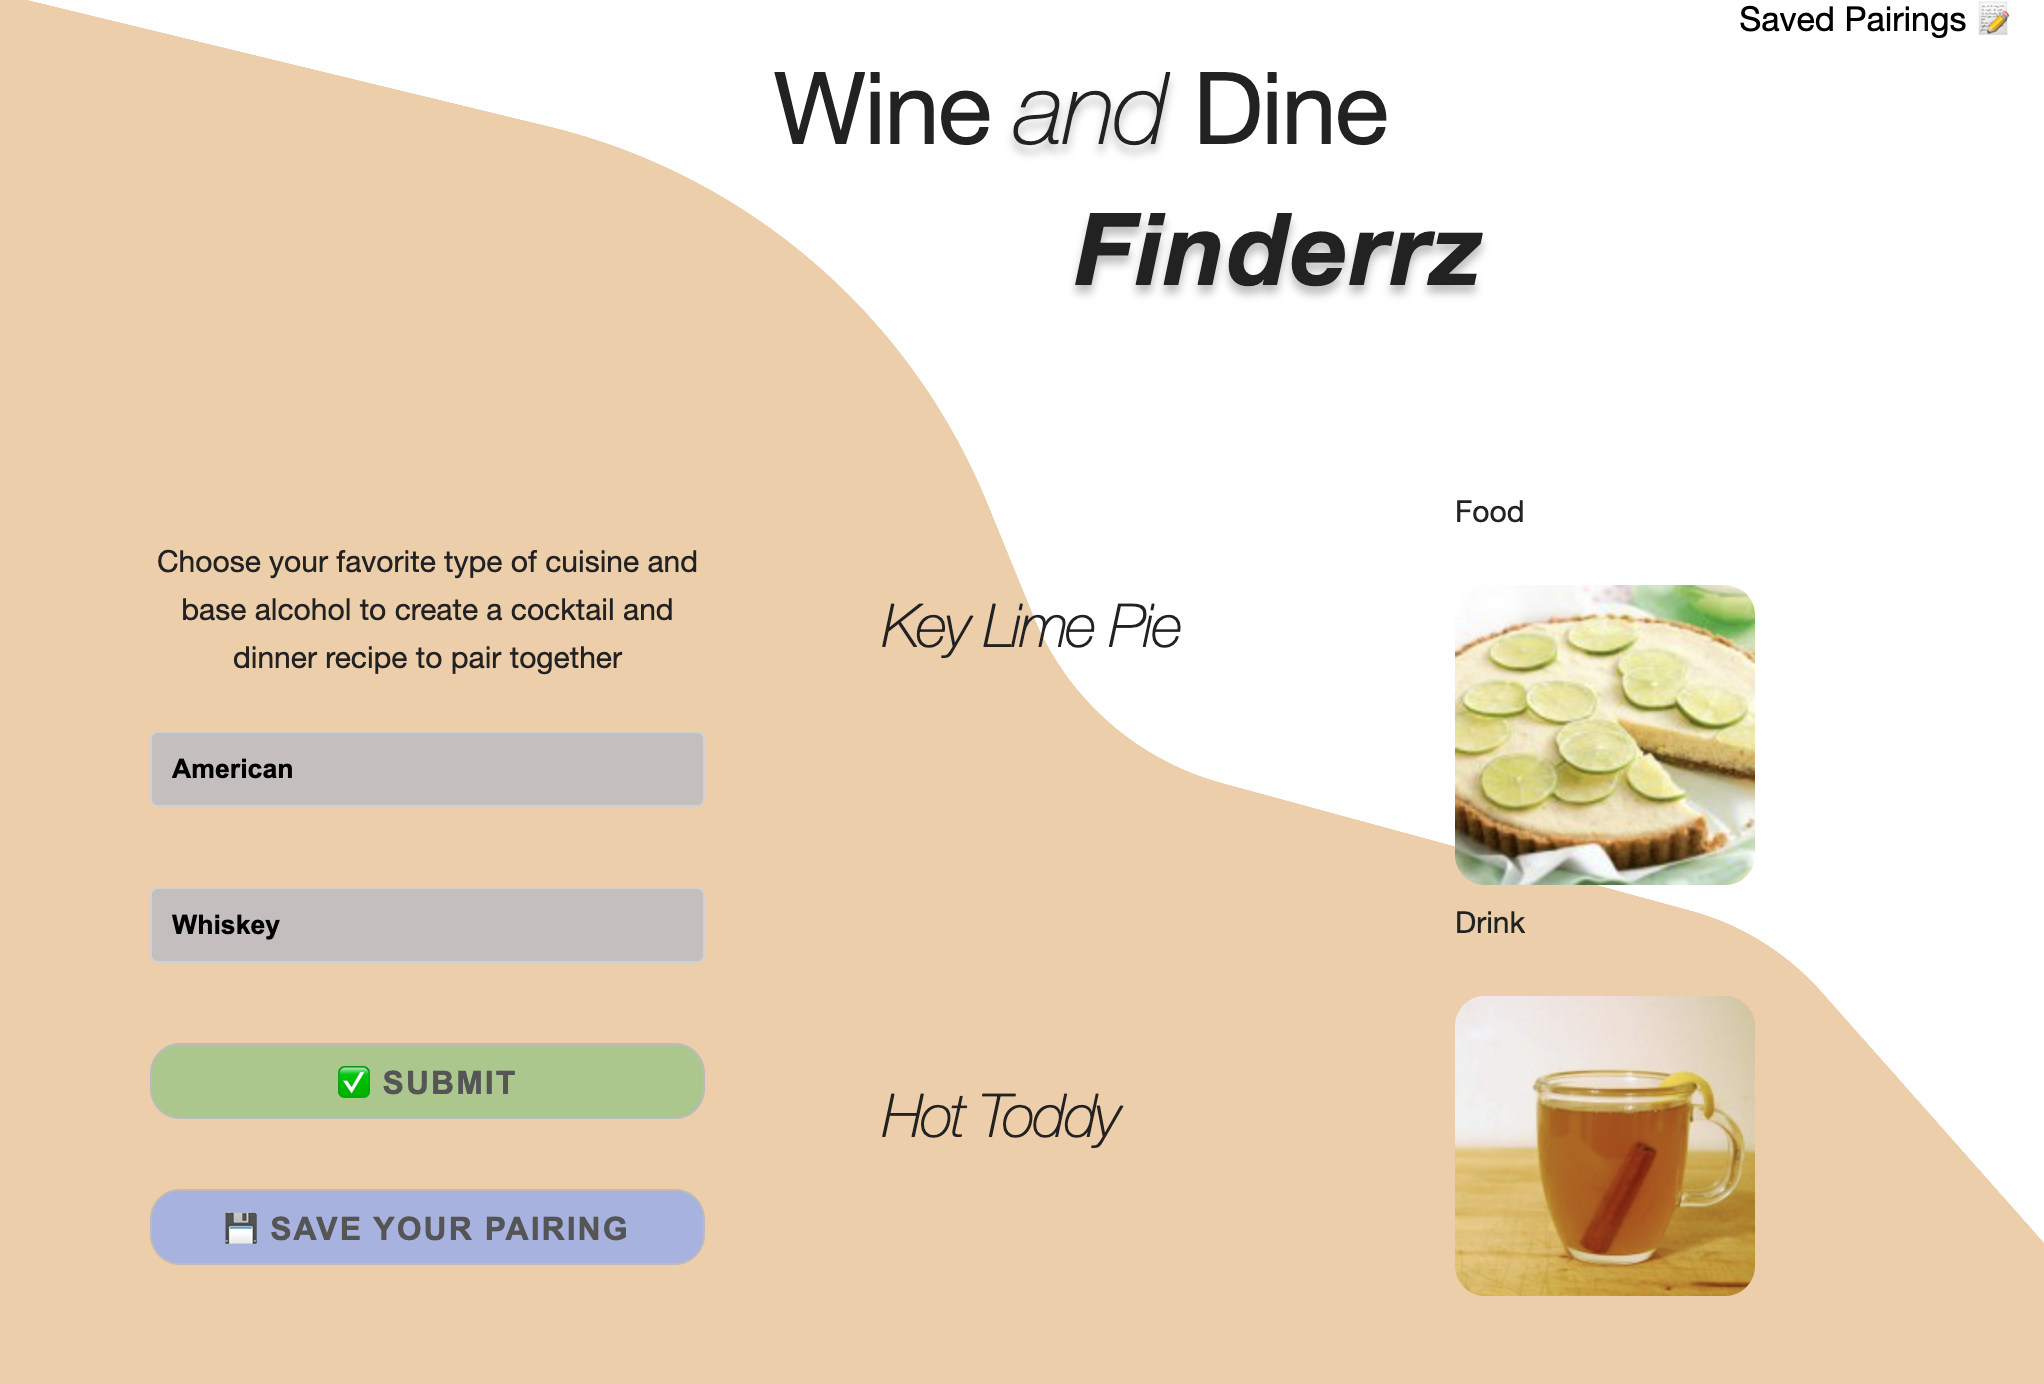 Saved Pairings 📝
Wine and Dine
Finderrz
Choose your favorite type of cuisine and
base alcohol to create a cocktail and
dinner recipe to pair together
American
Whiskey
✅ SUBMIT
💾 SAVE YOUR PAIRING
Key Lime Pie
Hot Toddy
Food
Drink